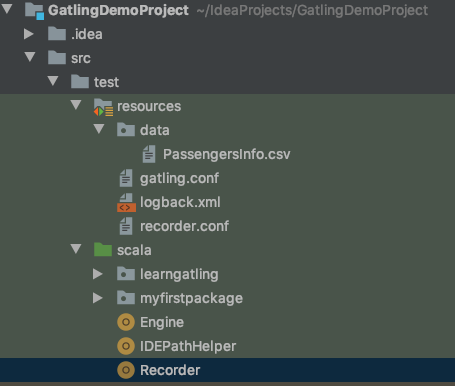 GatlingDemoProject ~/IdeaProjects/GatlingDemoProject
.idea
src
test
resources
data
PassengersInfo.csv
gatling.conf
logback.xml
recorder.conf
scala
learngatling
myfirstpackage
Engine
IDEPathHelper
Recorder